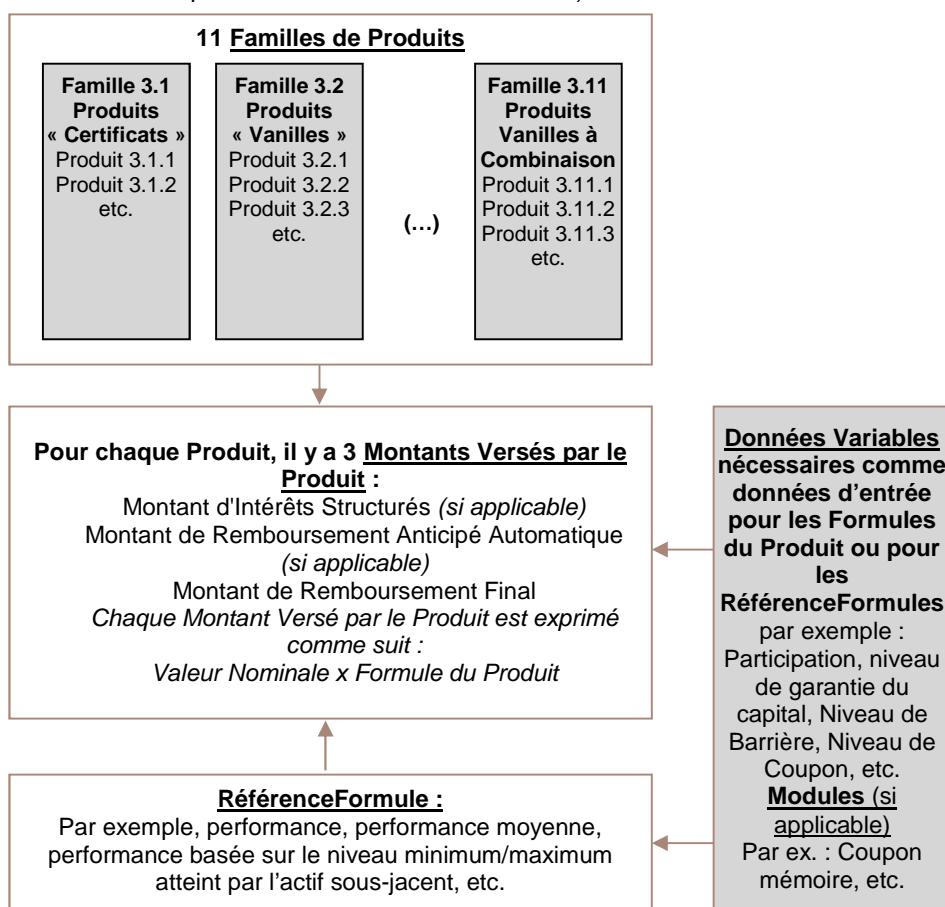 11 Familles de Produits
Famille 3.1
Produits
« Certificats »
Produit 3.1.1
Produit 3.1.2
etc.
Famille 3.2
Produits
« Vanilles »
Produit 3.2.1
Produit 3.2.2
Produit 3.2.3
etc.
(…)
Famille 3.11
Produits
Vanilles à
Combinaison
Produit 3.11.1
Produit 3.11.2
Produit 3.11.3
etc.
Pour chaque Produit, il y a 3 Montants Versés par le
Produit :
Montant d'Intérêts Structurés (si applicable)
Montant de Remboursement Anticipé Automatique
(si applicable)
Montant de Remboursement Final
Chaque Montant Versé par le Produit est exprimé
comme suit :
Valeur Nominale x Formule du Produit
Données Variables
nécessaires comme
données d’entrée
pour les Formules
du Produit ou pour
les
RéférenceFormules
par exemple :
Participation, niveau
de garantie du
capital, Niveau de
Barrière, Niveau de
Coupon, etc.
Modules (si
applicable)
Par ex. : Coupon
mémoire, etc.
RéférenceFormule :
Par exemple, performance, performance moyenne,
performance basée sur le niveau minimum/maximum
atteint par l’actif sous-jacent, etc.